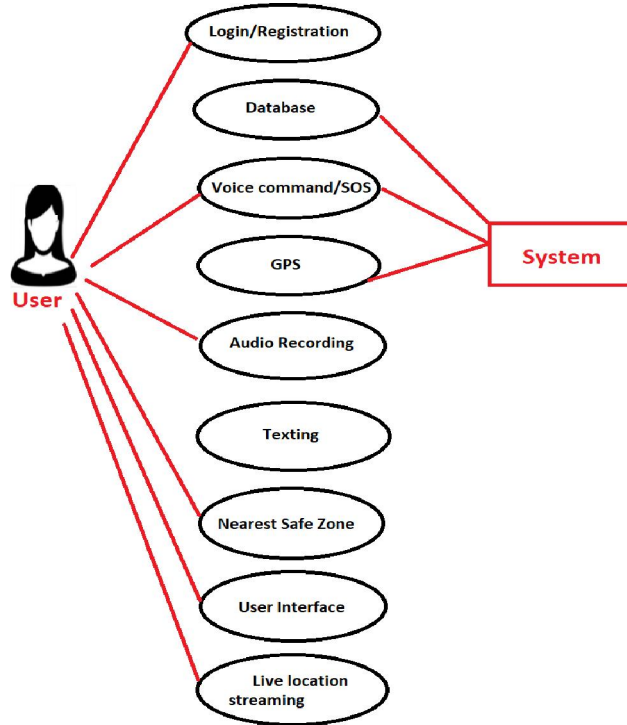 Login/Registration
Database
Voice command/SOS
GPS
System
User
Audio Recording
Texting
Nearest Safe Zone
User Interface
Live location
streaming